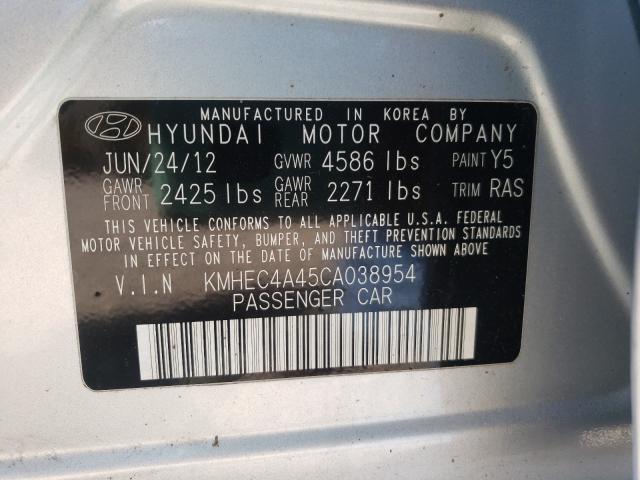 MANUFACTURED IN KOREA BY
HYUNDAI MOTOR COMPANY
JUN/24/12 GVWR 4586 lbs PAINT Y5
GAWR FRONT 2425 lbs GAWR REAR 2271 lbs TRIM RAS
THIS VEHICLE CONFORMS TO ALL APPLICABLE U.S.A. FEDERAL
MOTOR VEHICLE SAFETY, BUMPER, AND THEFT PREVENTION STANDARDS
IN EFFECT ON THE DATE OF MANUFACTURE SHOWN ABOVE
V.I.N KMHEC4A45CA038954
PASSENGER CAR